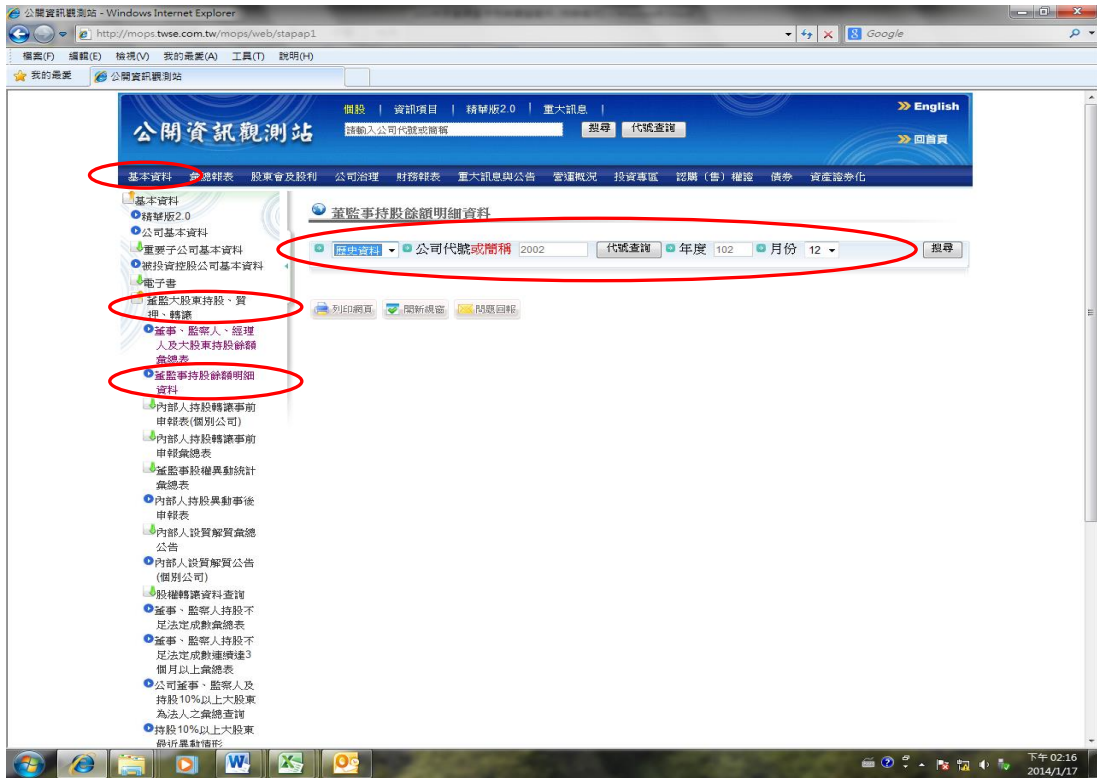 公開資訊觀測站 - Windows Internet Explorer
http://mops.twse.com.tw/mops/web/stapap1
Google
檔案(F) 編輯(E) 檢視(V) 我的最愛(A) 工具(T) 說明(H)
我的最愛 公開資訊觀測站
個股 | 資訊項目 | 精華版2.0 | 重大訊息 |
English
公開資訊觀測站
請輸入公司代號或簡稱 搜尋 代號查詢
回首頁
基本資料 彙總報表 股東會及股利 公司治理 財務報表 重大訊息與公告 營運概況 投資專區 認購（售）權證 債券 資產證券化
基本資料
精華版2.0
公司基本資料
重要子公司基本資料
被投資控股公司基本資料
電子書
董監大股東持股、質
押、轉讓
董事、監察人、經理
人及大股東持股餘額
彙總表
董監事持股餘額明細
資料
內部人持股轉讓事前
申報表(個別公司)
內部人持股轉讓事前
申報彙總表
董監事股權異動統計
彙總表
內部人持股異動事後
申報表
內部人設質解質彙總
公告
內部人設質解質公告
(個別公司)
股權轉讓資料查詢
董事、監察人持股不
足法定成數彙總表
董事、監察人持股不
足法定成數連續達3
個月以上彙總表
公司董事、監察人及
持股10%以上大股東
為法人之彙總查詢
持股10%以上大股東
最近異動情形
董監事持股餘額明細資料
歷史資料 公司代號或簡稱 2002 代號查詢 年度 102 月份 12 搜尋
列印網頁 開新視窗 問題回報
下午 02:16
2014/1/17